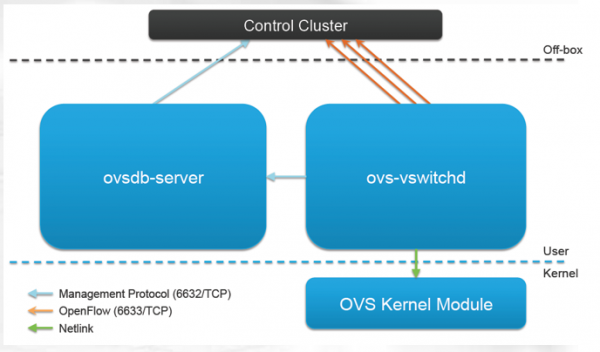 Control Cluster
Off-box
ovsdb-server
ovs-vswitchd
User
Kernel
Management Protocol (6632/TCP)
OpenFlow (6633/TCP)
Netlink
OVS Kernel Module